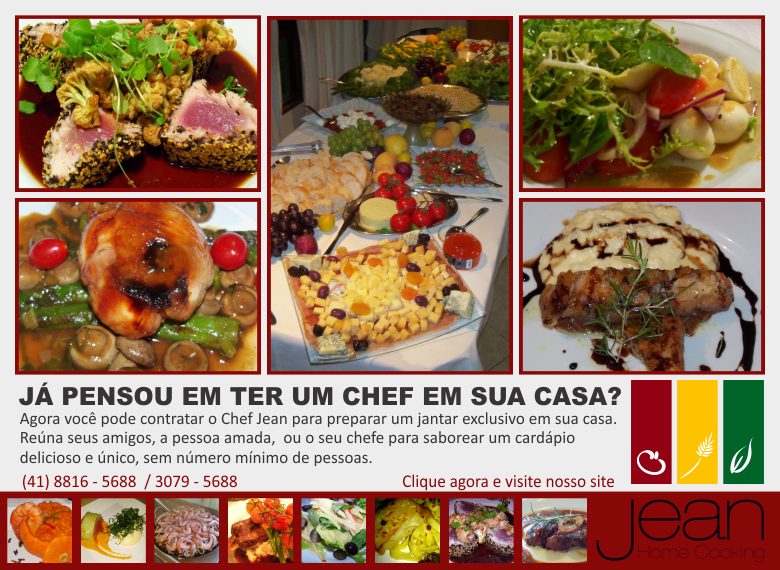 JÁ PENSOU EM TER UM CHEF EM SUA CASA?
Agora você pode contratar o Chef Jean para preparar um jantar exclusivo em sua casa.
Reúna seus amigos, a pessoa amada,  ou o seu chefe para saborear um cardápio
delicioso e único, sem número mínimo de pessoas.
(41) 8816 - 5688  / 3079 - 5688
Clique agora e visite nosso site
Jean
Home Cooking